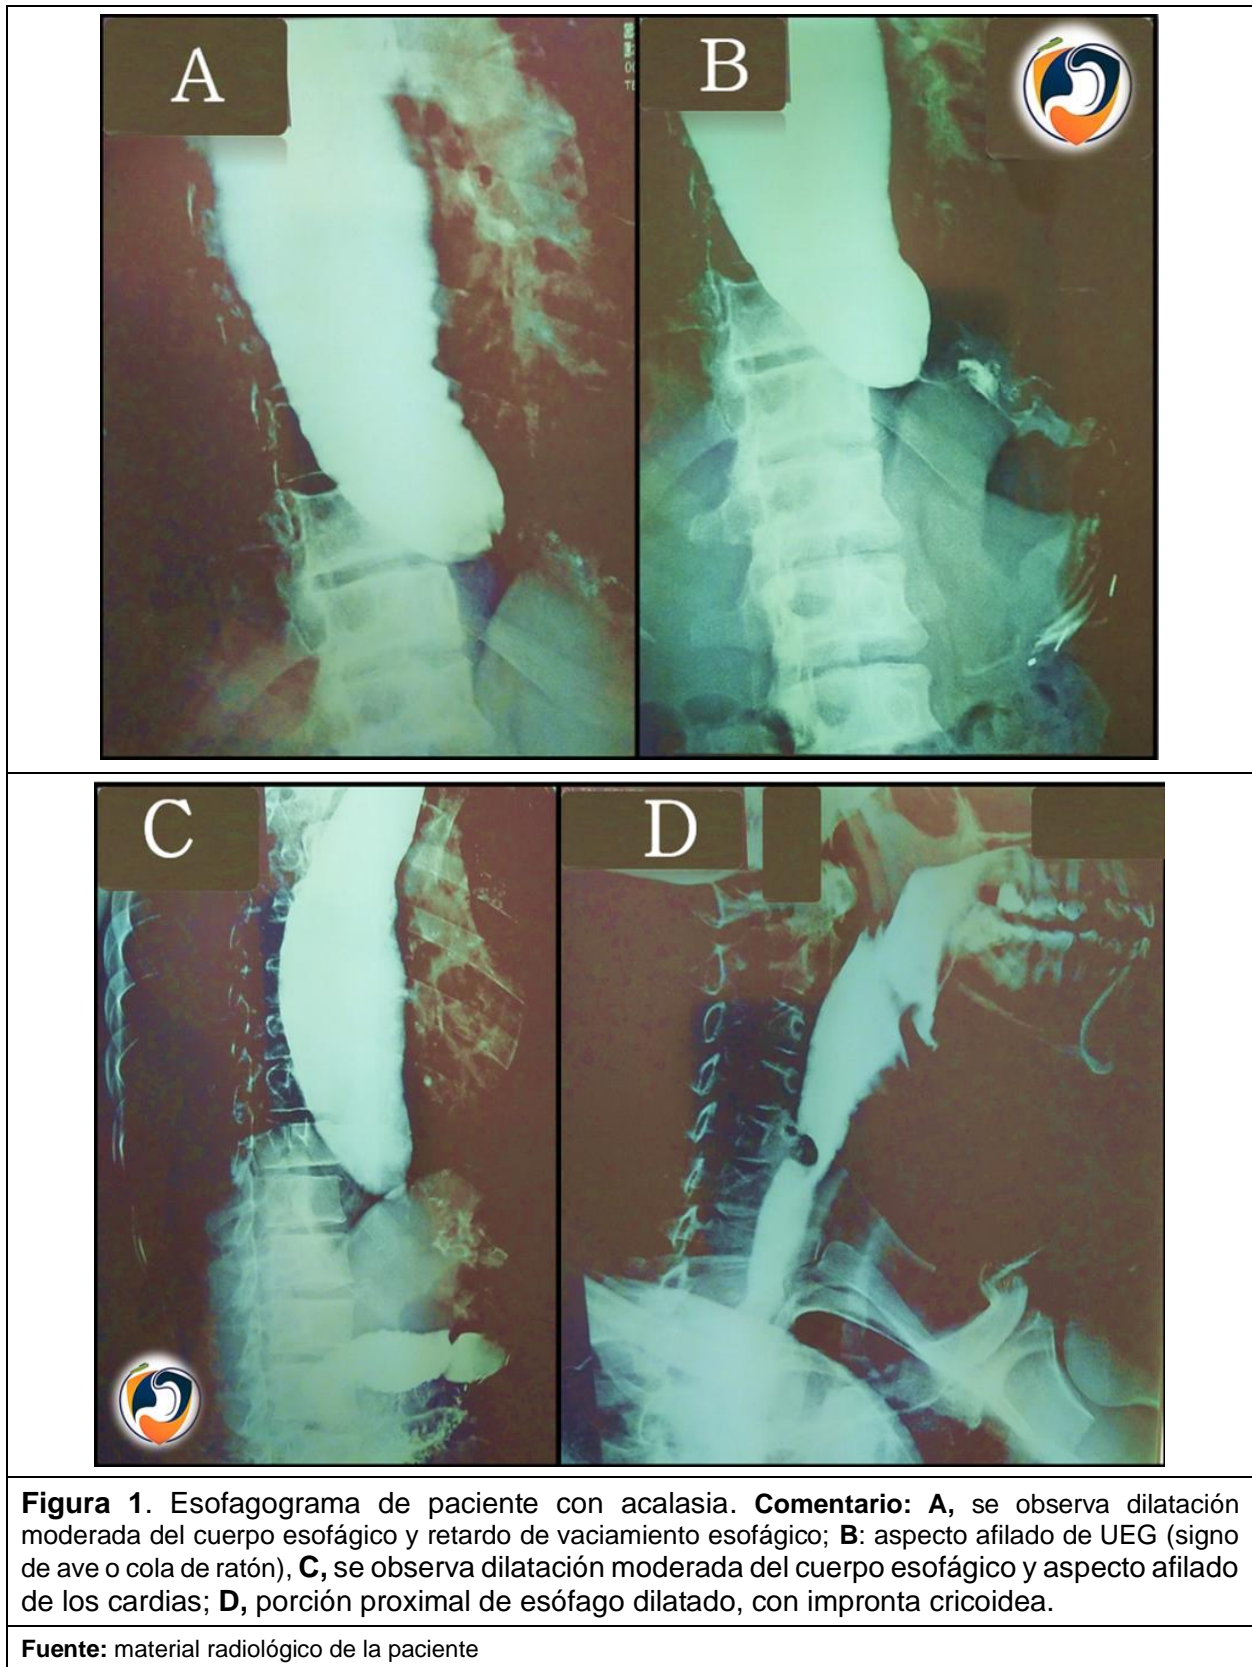 A
B
C
D
Figura 1. Esofagograma de paciente con acalasia. Comentario: A, se observa dilatación
moderada del cuerpo esofágico y retardo de vaciamiento esofágico; B: aspecto afilado de UEG (signo
de ave o cola de ratón), C, se observa dilatación moderada del cuerpo esofágico y aspecto afilado
de los cardias; D, porción proximal de esófago dilatado, con impronta cricoidea.
Fuente: material radiológico de la paciente